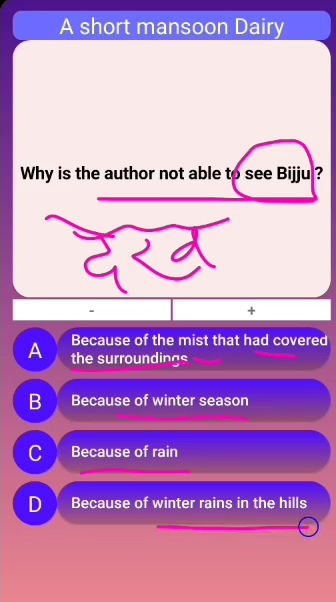 A short mansoon Dairy
Why is the author not able to see Bijju ?
-
+
A
Because of the mist that had covered
the surroundings
B
Because of winter season
C
Because of rain
D
Because of winter rains in the hills